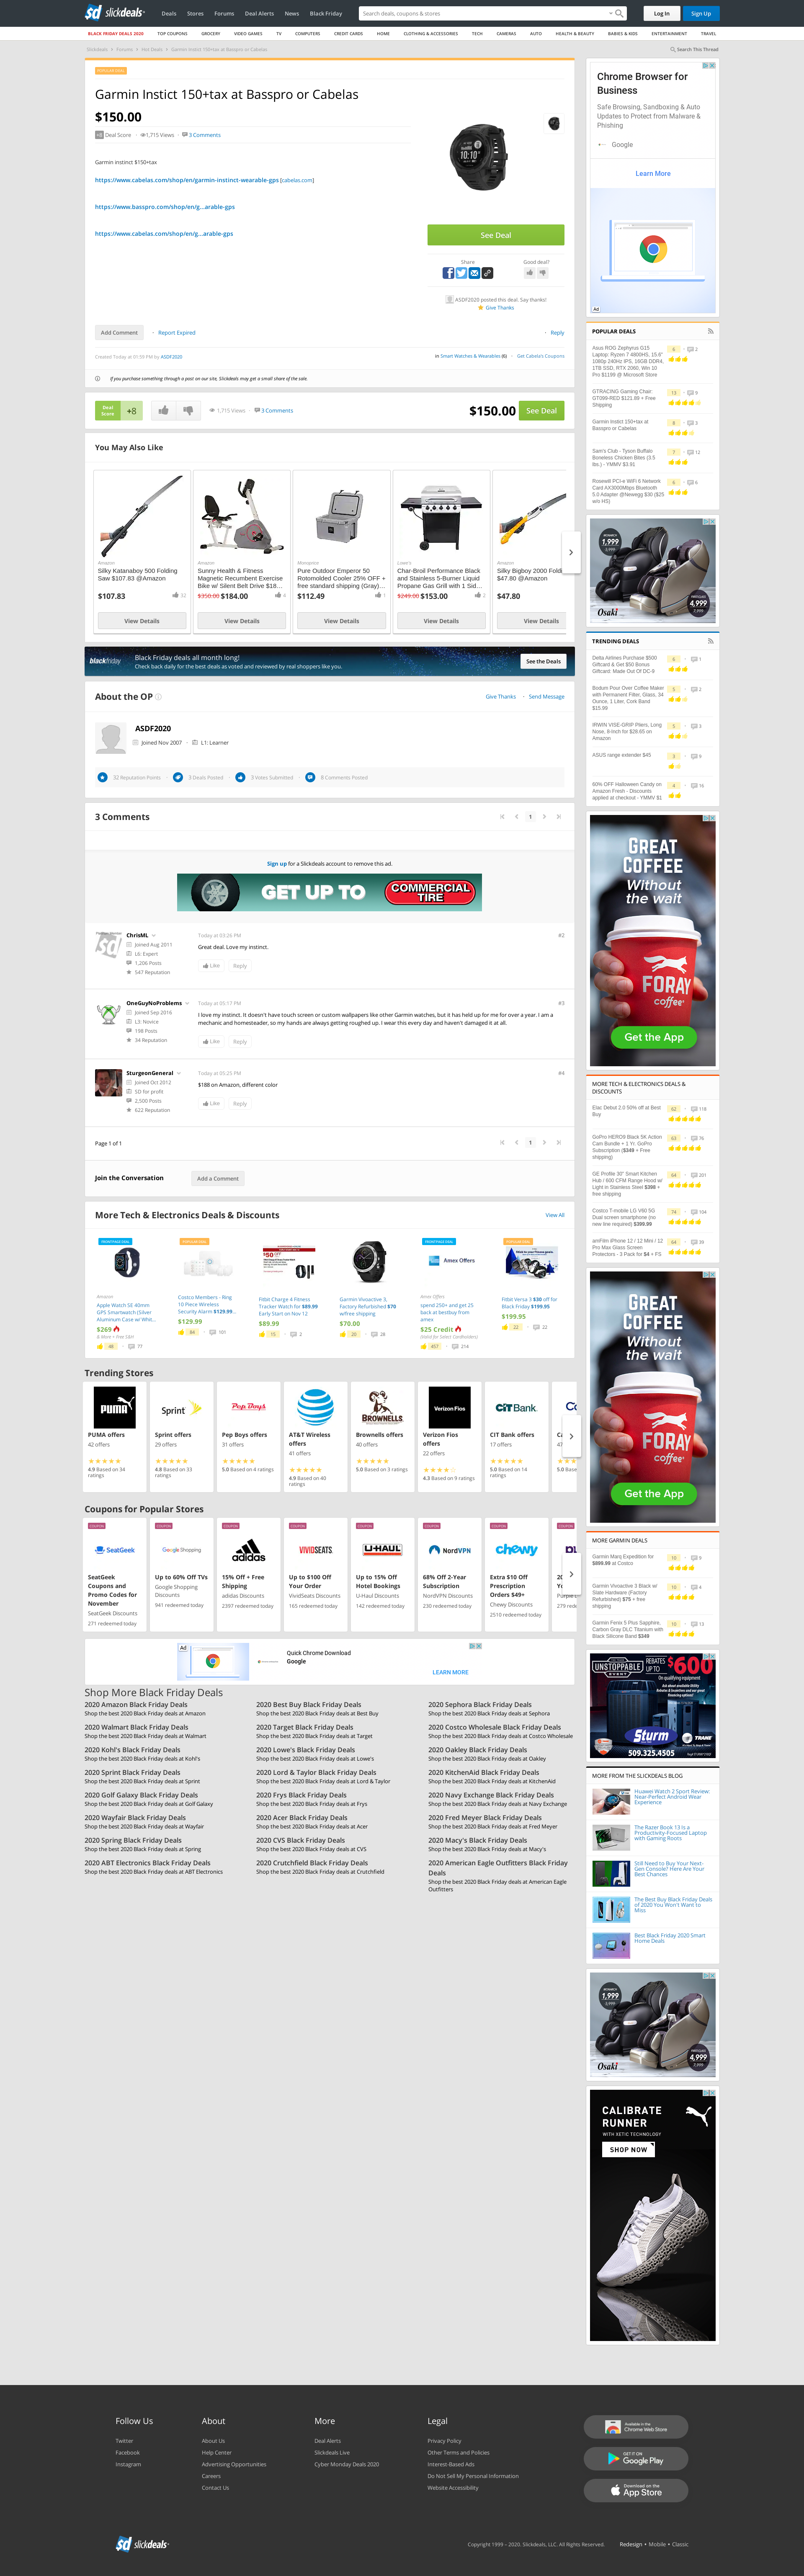 slickdeals
Deals
Stores
Forums
Deal Alerts
News
Black Friday
Search deals, coupons & stores
Log In
Sign Up
BLACK FRIDAY DEALS 2020
TOP COUPONS
GROCERY
VIDEO GAMES
TV
COMPUTERS
CREDIT CARDS
HOME
CLOTHING & ACCESSORIES
TECH
CAMERAS
AUTO
HEALTH & BEAUTY
BABIES & KIDS
ENTERTAINMENT
TRAVEL
Slickdeals > Forums > Hot Deals > Garmin Instict 150+tax at Basspro or Cabelas
Search This Thread
Garmin Instict 150+tax at Basspro or Cabelas
$150.00
+8 Deal Score
1,715 Views
3 Comments
Garmin instinct $150+tax
https://www.cabelas.com/shop/en/garmin-instinct-wearable-gps [cabelas.com]
https://www.basspro.com/shop/en/g...arable-gps
https://www.cabelas.com/shop/en/g...arable-gps
See Deal
Share
Good deal?
ASDF2020 posted this deal. Say thanks!
Give Thanks
Add Comment
Report Expired
Reply
Created Today at 01:59 PM by ASDF2020
in Smart Watches & Wearables (6)
Get Cabela's Coupons
If you purchase something through a post on our site, Slickdeals may get a small share of the sale.
Deal Score +8
1,715 Views
3 Comments
$150.00
See Deal
You May Also Like
Amazon
Silky Katanaboy 500 Folding Saw $107.83 @Amazon
$107.83
32
View Details
Amazon
Sunny Health & Fitness Magnetic Recumbent Exercise Bike w/ Silent Belt Drive $18...
$350.00 $184.00
4
View Details
Monoprice
Pure Outdoor Emperor 50 Rotomolded Cooler 25% OFF + free standard shipping (Gray)...
$112.49
1
View Details
Lowe's
Char-Broil Performance Black and Stainless 5-Burner Liquid Propane Gas Grill with 1 Sid...
$249.00 $153.00
2
View Details
Amazon
Silky Bigboy 2000 Foldi
$47.80 @Amazon
$47.80
View Details
blackfriday
Black Friday deals all month long!
Check back daily for the best deals as voted and reviewed by real shoppers like you.
See the Deals
About the OP
Give Thanks
Send Message
ASDF2020
Joined Nov 2007
L1: Learner
32 Reputation Points
3 Deals Posted
3 Votes Submitted
8 Comments Posted
3 Comments
1
Sign up for a Slickdeals account to remove this ad.
GET UP TO
COMMERCIAL TIRE
ChrisML
Joined Aug 2011
L6: Expert
1,206 Posts
547 Reputation
Today at 03:26 PM
#2
Great deal. Love my instinct.
Like
Reply
OneGuyNoProblems
Joined Sep 2016
L3: Novice
198 Posts
34 Reputation
Today at 05:17 PM
#3
I love my instinct. It doesn't have touch screen or custom wallpapers like other Garmin watches, but it has held up for me for over a year. I am a
mechanic and homesteader, so my hands are always getting roughed up. I wear this every day and haven't damaged it at all.
Like
Reply
SturgeonGeneral
Joined Oct 2012
SD for profit
2,500 Posts
622 Reputation
Today at 05:25 PM
#4
$188 on Amazon, different color
Like
Reply
Page 1 of 1
1
Join the Conversation
Add a Comment
More Tech & Electronics Deals & Discounts
View All
Amazon
Apple Watch SE 40mm GPS Smartwatch (Silver Aluminum Case w/ Whit...
$269
& More + Free S&H
68
77
Costco Members - Ring 10 Piece Wireless Security Alarm $129.99...
$129.99
84
Fitbit Charge 4 Fitness Tracker Watch for $89.99 Early Start on Nov 12
$89.99
15
2
Garmin Vivoactive 3, Factory Refurbished $70 w/free shipping
$70.00
20
28
Amex Offers
Amex Offers
spend 250+ and get 25 back at bestbuy from amex
$25 Credit
(Valid for Select Cardholders)
457
214
Fitbit Versa 3 $30 off for Black Friday $199.95
$199.95
22
22
Trending Stores
PUMA offers
42 offers
4.9 Based on 34 ratings
Sprint
Sprint offers
29 offers
4.8 Based on 33 ratings
Pep Boys
Pep Boys offers
31 offers
5.0 Based on 4 ratings
AT&T Wireless offers
41 offers
4.9 Based on 40 ratings
BROWNELLS
Brownells offers
40 offers
5.0 Based on 3 ratings
Verizon Fios
Verizon Fios offers
22 offers
4.3 Based on 9 ratings
CIT BANK
CIT Bank offers
17 offers
5.0 Based on 14 ratings
Coupons for Popular Stores
COUPON
SeatGeek
SeatGeek Coupons and Promo Codes for November
SeatGeek Discounts
271 redeemed today
COUPON
Google Shopping
Up to 60% Off TVs
Google Shopping Discounts
941 redeemed today
COUPON
adidas
15% Off + Free Shipping
adidas Discounts
2397 redeemed today
COUPON
VIVIDSEATS
Up to $100 Off Your Order
VividSeats Discounts
165 redeemed today
COUPON
U-HAUL
Up to 15% Off Hotel Bookings
U-Haul Discounts
142 redeemed today
COUPON
NordVPN
68% Off 2-Year Subscription
NordVPN Discounts
230 redeemed today
COUPON
chewy
Extra $10 Off Prescription Orders $49+
Chewy Discounts
2510 redeemed today
COUPON
Ad
Quick Chrome Download
Google
LEARN MORE
Shop More Black Friday Deals
2020 Amazon Black Friday Deals
Shop the best 2020 Black Friday deals at Amazon
2020 Best Buy Black Friday Deals
Shop the best 2020 Black Friday deals at Best Buy
2020 Sephora Black Friday Deals
Shop the best 2020 Black Friday deals at Sephora
2020 Walmart Black Friday Deals
Shop the best 2020 Black Friday deals at Walmart
2020 Target Black Friday Deals
Shop the best 2020 Black Friday deals at Target
2020 Costco Wholesale Black Friday Deals
Shop the best 2020 Black Friday deals at Costco Wholesale
2020 Kohl's Black Friday Deals
Shop the best 2020 Black Friday deals at Kohl's
2020 Lowe's Black Friday Deals
Shop the best 2020 Black Friday deals at Lowe's
2020 Oakley Black Friday Deals
Shop the best 2020 Black Friday deals at Oakley
2020 Sprint Black Friday Deals
Shop the best 2020 Black Friday deals at Sprint
2020 Lord & Taylor Black Friday Deals
Shop the best 2020 Black Friday deals at Lord & Taylor
2020 KitchenAid Black Friday Deals
Shop the best 2020 Black Friday deals at KitchenAid
2020 Golf Galaxy Black Friday Deals
Shop the best 2020 Black Friday deals at Golf Galaxy
2020 Frys Black Friday Deals
Shop the best 2020 Black Friday deals at Frys
2020 Navy Exchange Black Friday Deals
Shop the best 2020 Black Friday deals at Navy Exchange
2020 Wayfair Black Friday Deals
Shop the best 2020 Black Friday deals at Wayfair
2020 Acer Black Friday Deals
Shop the best 2020 Black Friday deals at Acer
2020 Fred Meyer Black Friday Deals
Shop the best 2020 Black Friday deals at Fred Meyer
2020 Spring Black Friday Deals
Shop the best 2020 Black Friday deals at Spring
2020 CVS Black Friday Deals
Shop the best 2020 Black Friday deals at CVS
2020 Macy's Black Friday Deals
Shop the best 2020 Black Friday deals at Macy's
2020 ABT Electronics Black Friday Deals
Shop the best 2020 Black Friday deals at ABT Electronics
2020 Crutchfield Black Friday Deals
Shop the best 2020 Black Friday deals at Crutchfield
2020 American Eagle Outfitters Black Friday Deals
Shop the best 2020 Black Friday deals at American Eagle Outfitters
Chrome Browser for Business
Safe Browsing, Sandboxing & Auto Updates to Protect from Malware & Phishing
Google
Learn More
Ad
POPULAR DEALS
Asus ROG Zephyrus G15 Laptop: Ryzen 7 4800HS, 15.6" 1080p 240Hz IPS, 16GB DDR4, 1TB SSD, RTX 2060, Win 10 Pro $1199 @ Microsoft Store
6
2
GTRACING Gaming Chair: GT099-RED $121.89 + Free Shipping
13
9
Garmin Instict 150+tax at Basspro or Cabelas
8
3
Sam's Club - Tyson Buffalo Boneless Chicken Bites (3.5 lbs.) - YMMV $3.91
7
12
Rosewill PCI-e WiFi 6 Network Card AX3000Mbps Bluetooth 5.0 Adapter @Newegg $30 ($25 w/o HS)
6
6
1,999
Osaki
4,999
TRENDING DEALS
Delta Airlines Purchase $500 Giftcard & Get $50 Bonus Giftcard: Made Out Of DC-9
6
1
Bodum Pour Over Coffee Maker with Permanent Filter, Glass, 34 Ounce, 1 Liter, Cork Band $15.99
5
2
IRWIN VISE-GRIP Pliers, Long Nose, 8-Inch for $28.65 on Amazon
5
3
ASUS range extender $45
3
9
60% OFF Halloween Candy on Amazon Fresh - Discounts applied at checkout - YMMV $1
4
16
GREAT COFFEE
Without the wait
FORAY coffee
Get the App
MORE TECH & ELECTRONICS DEALS & DISCOUNTS
Elac Debut 2.0 50% off at Best Buy
62
118
GoPro HERO9 Black 5K Action Cam Bundle + 1 Yr. GoPro Subscription ($349 + Free shipping)
63
76
GE Profile 30" Smart Kitchen Hub / 600 CFM Range Hood w/ Light in Stainless Steel $398 + free shipping
64
201
Costco T-mobile LG V60 5G Dual screen smartphone (no new line required) $399.99
74
104
amFilm iPhone 12 / 12 Mini / 12 Pro Max Glass Screen Protectors - 3 Pack for $4 + FS
64
39
GREAT COFFEE
Without the wait
FORAY coffee
Get the App
MORE GARMIN DEALS
Garmin Marq Expedition for $899.99 at Costco
10
9
Garmin Vivoactive 3 Black w/ Slate Hardware (Factory Refurbished) $75 + free shipping
10
4
Garmin Fenix 5 Plus Sapphire, Carbon Gray DLC Titanium with Black Silicone Band $349
10
13
UNSTOPPABLE
REBATES UP TO $600
Sturm
TRANE
509.325.4505
MORE FROM THE SLICKDEALS BLOG
Huawei Watch 2 Sport Review: Near-Perfect Android Wear Experience
The Razer Book 13 Is a Productivity-Focused Laptop with Gaming Roots
Still Need to Buy Your Next-Gen Console? Here Are Your Best Chances
The Best Buy Black Friday Deals of 2020 You Won't Want to Miss
Best Black Friday 2020 Smart Home Deals
1,999
Osaki
4,999
CALIBRATE RUNNER
WITH XETIC TECHNOLOGY
SHOP NOW
Follow Us
Twitter
Facebook
Instagram
About
About Us
Help Center
Advertising Opportunities
Careers
Contact Us
More
Deal Alerts
Slickdeals Live
Cyber Monday Deals 2020
Legal
Privacy Policy
Other Terms and Policies
Interest-Based Ads
Do Not Sell My Personal Information
Website Accessibility
Available in the Chrome Web Store
GET IT ON Google Play
Download on the App Store
slickdeals
Copyright 1999 - 2020. Slickdeals, LLC. All Rights Reserved.
Redesign • Mobile • Classic